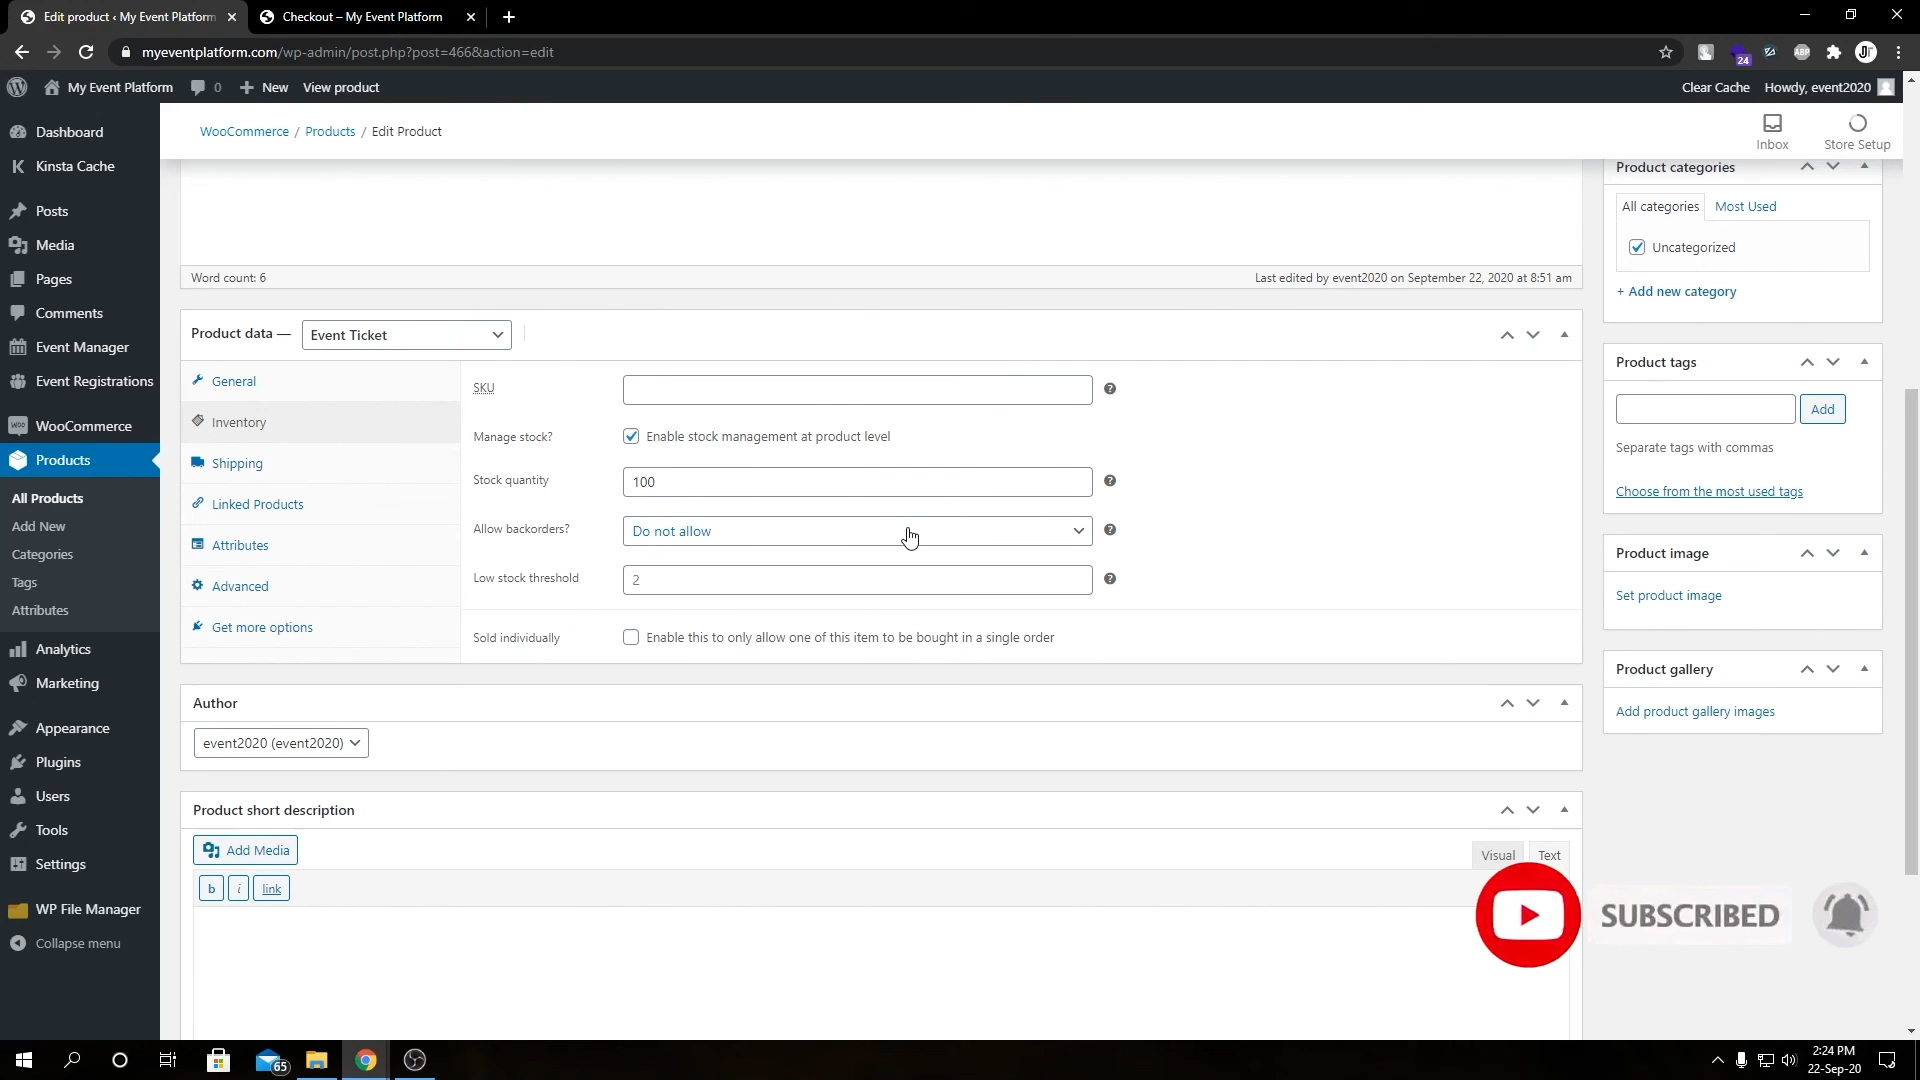 Edit product ‹ My Event Platform
Checkout – My Event Platform
myeventplatform.com/wp-admin/post.php?post=466&action=edit
24
ABP
My Event Platform
0
New
View product
Clear Cache
Howdy, event2020
Dashboard
Kinsta Cache
Posts
Media
Pages
Comments
Event Manager
Event Registrations
WooCommerce
Products
All Products
Add New
Categories
Tags
Attributes
Analytics
Marketing
Appearance
Plugins
Users
Tools
Settings
WP File Manager
Collapse menu
WooCommerce / Products / Edit Product
Inbox
Store Setup
Word count: 6
Last edited by event2020 on September 22, 2020 at 8:51 am
Product data —
Event Ticket
General
Inventory
Shipping
Linked Products
Attributes
Advanced
Get more options
SKU
Manage stock?
Enable stock management at product level
Stock quantity
100
Allow backorders?
Do not allow
Low stock threshold
2
Sold individually
Enable this to only allow one of this item to be bought in a single order
Author
event2020 (event2020)
Product short description
Add Media
Visual
Text
b
i
link
Product categories
All categories
Most Used
Uncategorized
+ Add new category
Product tags
Add
Separate tags with commas
Choose from the most used tags
Product image
Set product image
Product gallery
Add product gallery images
SUBSCRIBED
65
2:24 PM
22-Sep-20